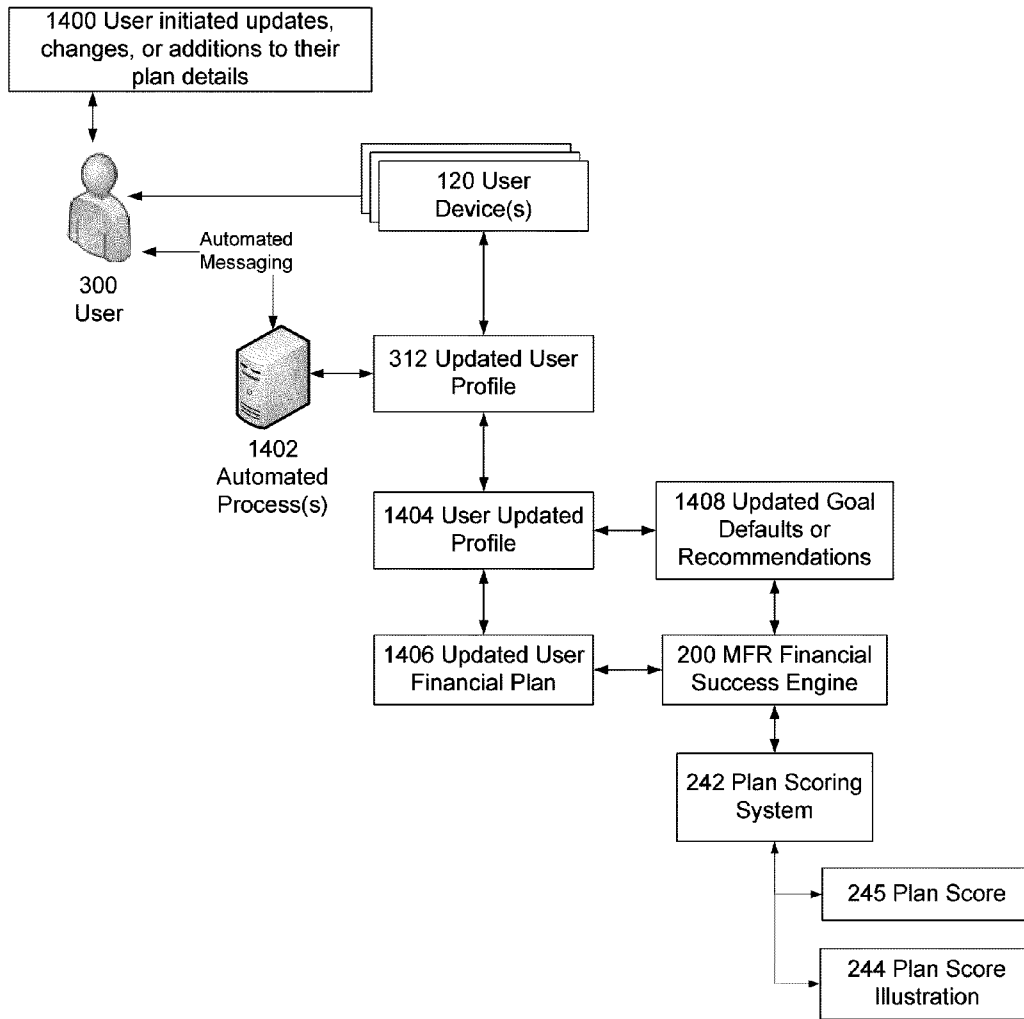 1400 User initiated updates,
changes, or additions to their
plan details
120 User
Device(s)
Automated
Messaging
300
User
312 Updated User
Profile
1402
Automated
Process(s)
1404 User Updated
Profile
1408 Updated Goal
Defaults or
Recommendations
1406 Updated User
Financial Plan
200 MFR Financial
Success Engine
242 Plan Scoring
System
245 Plan Score
244 Plan Score
Illustration